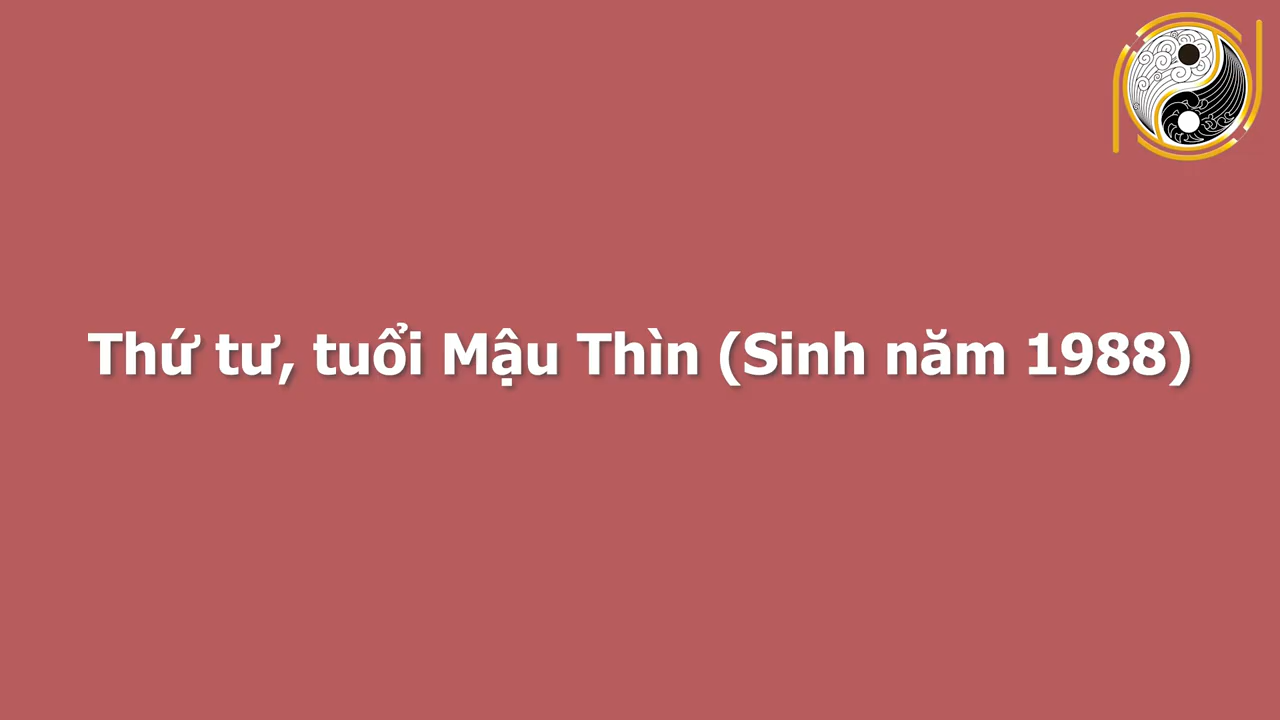 Thứ tư, tuổi Mậu Thìn (Sinh năm 1988)